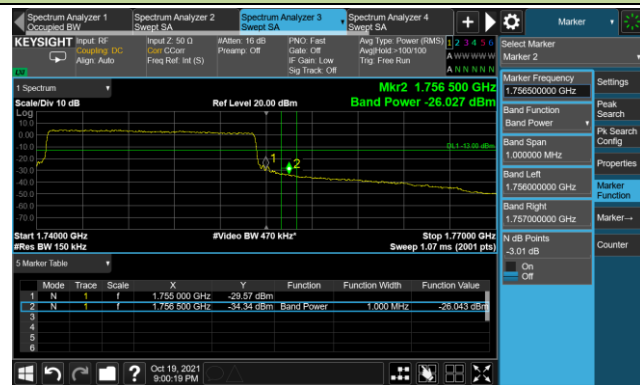 Spectrum Analyzer 1
Occupied BW
Spectrum Analyzer 2
Swept SA
Spectrum Analyzer 3
Swept SA
Spectrum Analyzer 4
Swept SA
+
Marker
KEYSIGHT
Input: RF
Coupling: DC
Align: Auto
Input Z: 50 Ω
Corr CCorr
Freq Ref: Int (S)
#Atten: 16 dB
Preamp: Off
PNO: Fast
Gate: Off
IF Gain: Low
Sig Track: Off
Avg Type: Power (RMS)
Avg|Hold:>100/100
Trig: Free Run
1 2 3 4 5 6
A W W W W W
A N N N N N
LW
Select Marker
Marker 2
1 Spectrum
Mkr2 1.756 500 GHz
Scale/Div 10 dB
Ref Level 20.00 dBm
Band Power -26.027 dBm
Log
10.0
0.00
-10.0
-20.0
-30.0
-40.0
-50.0
-60.0
-70.0
DL1 -13.00 dBm
1
2
Start 1.74000 GHz
#Video BW 470 kHz*
Stop 1.77000 GHz
#Res BW 150 kHz
Sweep 1.07 ms (2001 pts)
5 Marker Table
Mode Trace Scale X Y Function Function Width Function Value
1 N 1 f 1.755 000 GHz -29.57 dBm
2 N 1 f 1.756 500 GHz -34.34 dBm Band Power 1.000 MHz -26.043 dBm
3
4
5
6
Marker Frequency
1.756500000 GHz
Band Function
Band Power
Band Span
1.000000 MHz
Band Left
1.756000000 GHz
Band Right
1.757000000 GHz
N dB Points
-3.01 dB
On
Off
Settings
Peak
Search
Pk Search
Config
Properties
Marker
Function
Marker→
Counter
?
Oct 19, 2021
9:00:19 PM